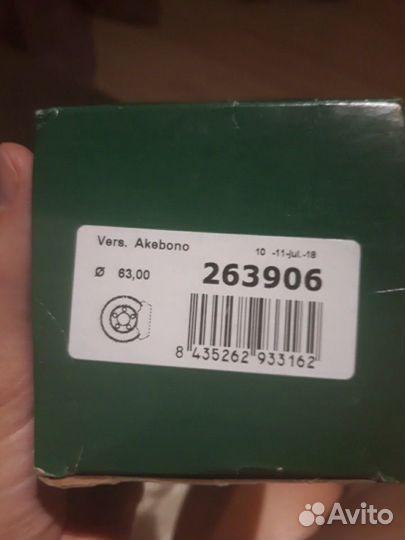 Vers. Akebono
10 -11-jul.-18
Ø 63,00
263906
8 435262 933162
Avito